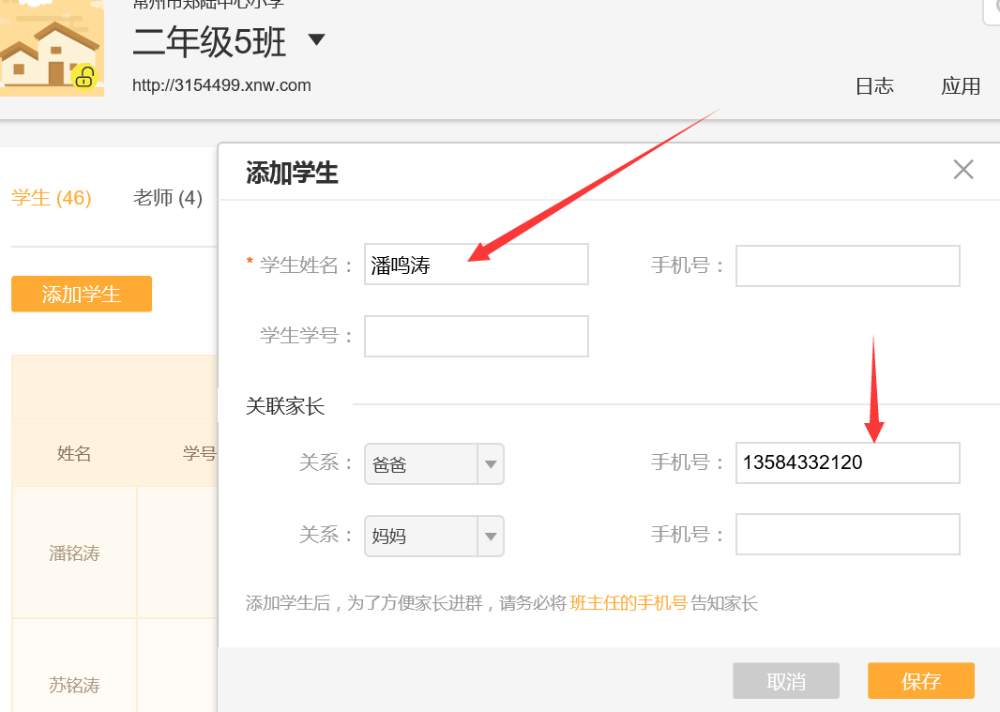 常州市郑陆中心小学
二年级5班
http://3154499.xnw.com
日志 应用
学生 (46) 老师 (4)
添加学生
添加学生
* 学生姓名： 潘鸣涛 手机号：
学生学号：
关联家长
姓名 学号
关系： 爸爸 手机号： 13584332120
关系： 妈妈 手机号：
潘铭涛
添加学生后，为了方便家长进群，请务必将班主任的手机号告知家长
苏铭涛
取消 保存